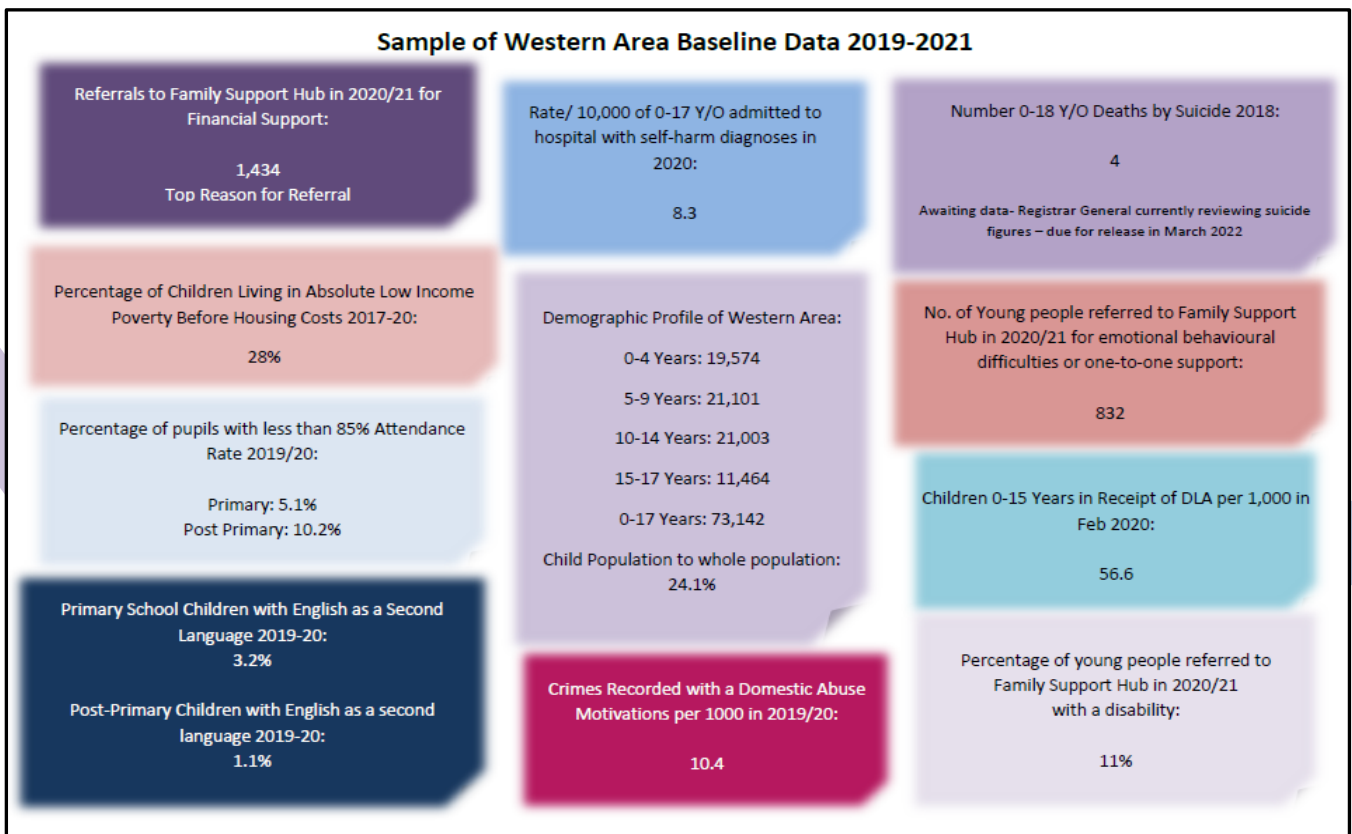 Sample of Western Area Baseline Data 2019-2021
Referrals to Family Support Hub in 2020/21 for
Financial Support:
1,434
Top Reason for Referral
Percentage of Children Living in Absolute Low Income
Poverty Before Housing Costs 2017-20:
28%
Percentage of pupils with less than 85% Attendance
Rate 2019/20:
Primary: 5.1%
Post Primary: 10.2%
Primary School Children with English as a Second
Language 2019-20:
3.2%
Post-Primary Children with English as a second
language 2019-20:
1.1%
Rate/ 10,000 of 0-17 Y/O admitted to
hospital with self-harm diagnoses in
2020:
8.3
Demographic Profile of Western Area:
0-4 Years: 19,574
5-9 Years: 21,101
10-14 Years: 21,003
15-17 Years: 11,464
0-17 Years: 73,142
Child Population to whole population:
24.1%
Crimes Recorded with a Domestic Abuse
Motivations per 1000 in 2019/20:
10.4
Number 0-18 Y/O Deaths by Suicide 2018:
4
Awaiting data- Registrar General currently reviewing suicide
figures – due for release in March 2022
No. of Young people referred to Family Support
Hub in 2020/21 for emotional behavioural
difficulties or one-to-one support:
832
Children 0-15 Years in Receipt of DLA per 1,000 in
Feb 2020:
56.6
Percentage of young people referred to
Family Support Hub in 2020/21
with a disability:
11%